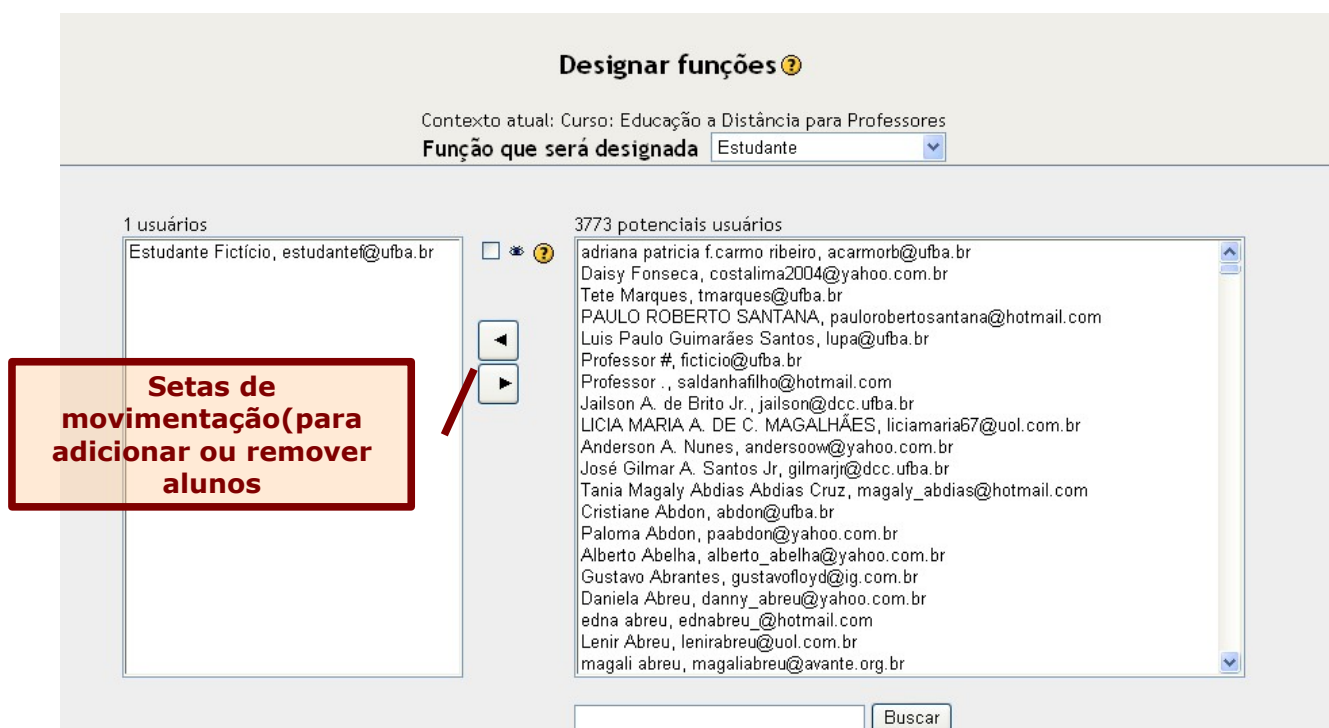 Designar funções ?
Contexto atual: Curso: Educação a Distância para Professores
Função que será designada Estudante
1 usuários
Estudante Fictício, estudantef@ufba.br
?
Setas de
movimentação(para
adicionar ou remover
alunos
3773 potenciais usuários
adriana patricia f.carmo ribeiro, acarmorb@ufba.br
Daisy Fonseca, costalima2004@yahoo.com.br
Tete Marques, tmarques@ufba.br
PAULO ROBERTO SANTANA, paulorobertosantana@hotmail.com
Luis Paulo Guimarães Santos, lupa@ufba.br
Professor #, ficticio@ufba.br
Professor ., saldanhafilho@hotmail.com
Jailson A. de Brito Jr., jailson@dcc.ufba.br
LICIA MARIA A. DE C. MAGALHÃES, liciamaria67@uol.com.br
Anderson A. Nunes, andersoow@yahoo.com.br
José Gilmar A. Santos Jr, gilmarjr@dcc.ufba.br
Tania Magaly Abdias Abdias Cruz, magaly_abdias@hotmail.com
Cristiane Abdon, abdon@ufba.br
Paloma Abdon, paabdon@yahoo.com.br
Alberto Abelha, alberto_abelha@yahoo.com.br
Gustavo Abrantes, gustavofloyd@ig.com.br
Daniela Abreu, danny_abreu@yahoo.com.br
edna abreu, ednabreu_@hotmail.com
Lenir Abreu, lenirabreu@uol.com.br
magali abreu, magaliabreu@avante.org.br
Buscar